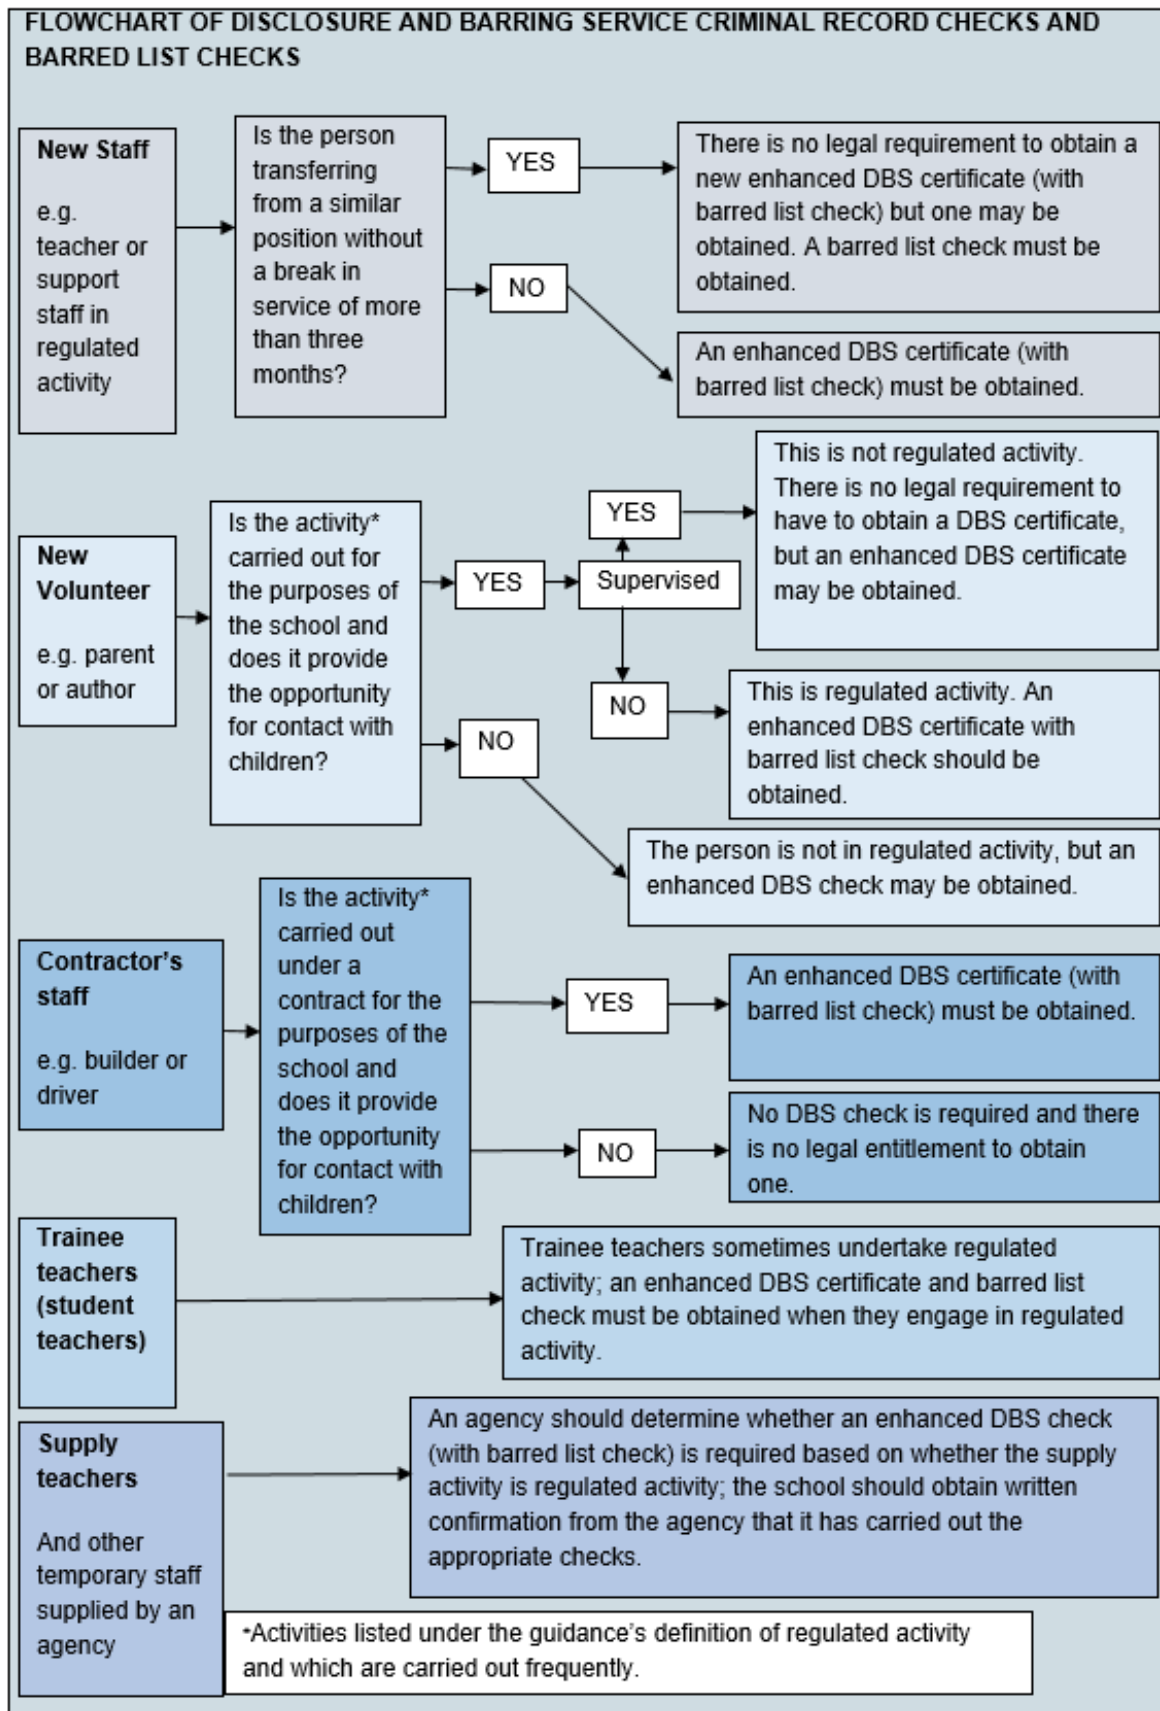 FLOWCHART OF DISCLOSURE AND BARRING SERVICE CRIMINAL RECORD CHECKS AND
BARRED LIST CHECKS
New Staff
e.g.
teacher or
support
staff in
regulated
activity
Is the person
transferring
from a similar
position without
a break in
service of more
than three
months?
YES
There is no legal requirement to obtain a
new enhanced DBS certificate (with
barred list check) but one may be
obtained. A barred list check must be
obtained.
NO
An enhanced DBS certificate (with
barred list check) must be obtained.
New
Volunteer
e.g. parent
or author
Is the activity*
carried out for
the purposes of
the school and
does it provide
the opportunity
for contact with
children?
YES
Supervised
YES
This is not regulated activity.
There is no legal requirement to
have to obtain a DBS certificate,
but an enhanced DBS certificate
may be obtained.
NO
This is regulated activity. An
enhanced DBS certificate with
barred list check should be
obtained.
NO
The person is not in regulated activity, but an
enhanced DBS check may be obtained.
Contractor's
staff
e.g. builder or
driver
Is the activity*
carried out
under a
contract for the
purposes of the
school and
does it provide
the opportunity
for contact with
children?
YES
An enhanced DBS certificate (with
barred list check) must be obtained.
NO
No DBS check is required and there
is no legal entitlement to obtain
one.
Trainee
teachers
(student
teachers)
Trainee teachers sometimes undertake regulated
activity; an enhanced DBS certificate and barred list
check must be obtained when they engage in regulated
activity.
Supply
teachers
And other
temporary staff
supplied by an
agency
An agency should determine whether an enhanced DBS check
(with barred list check) is required based on whether the supply
activity is regulated activity; the school should obtain written
confirmation from the agency that it has carried out the
appropriate checks.
*Activities listed under the guidance's definition of regulated activity
and which are carried out frequently.